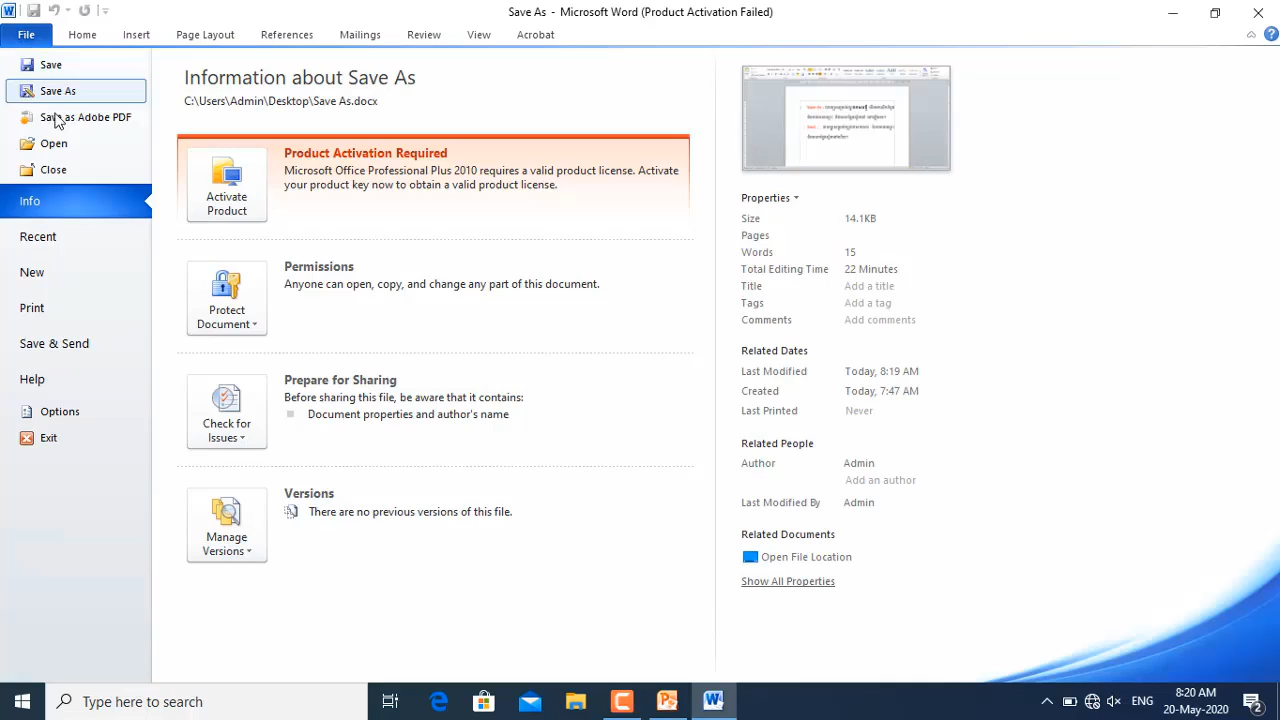 Save As - Microsoft Word (Product Activation Failed)
File Home Insert Page Layout References Mailings Review View Acrobat
Save
Save As
Save as Adobe PDF
Open
Close
Info
Recent
New
Print
Save & Send
Help
Options
Exit
Information about Save As
C:\Users\Admin\Desktop\Save As.docx
Activate
Product
Product Activation Required
Microsoft Office Professional Plus 2010 requires a valid product license. Activate
your product key now to obtain a valid product license.
Protect
Document
Permissions
Anyone can open, copy, and change any part of this document.
Check for
Issues
Prepare for Sharing
Before sharing this file, be aware that it contains:
Document properties and author's name
Manage
Versions
Versions
There are no previous versions of this file.
Properties
Size 14.1KB
Pages
Words 15
Total Editing Time 22 Minutes
Title Add a title
Tags Add a tag
Comments Add comments
Related Dates
Last Modified Today, 8:19 AM
Created Today, 7:47 AM
Last Printed Never
Related People
Author Admin
Add an author
Last Modified By Admin
Related Documents
Open File Location
Show All Properties
Type here to search
ENG
8:20 AM
20-May-2020
2